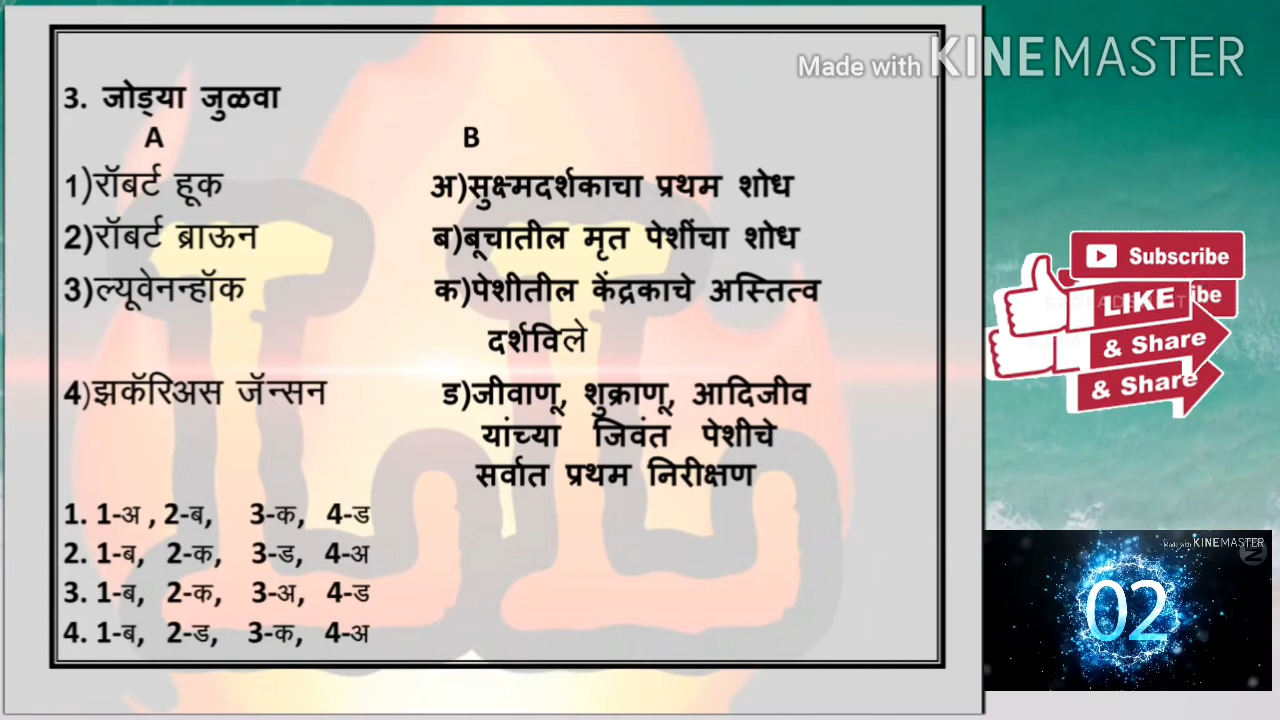 Made with KINEMASTER
3. जोड्या जुळवा
A B
1)रॉबर्ट हूक अ)सुक्ष्मदर्शकाचा प्रथम शोध
2)रॉबर्ट ब्राऊन ब)बूचातील मृत पेशींचा शोध
3)ल्यूवेनन्हॉक क)पेशीतील केंद्रकाचे अस्तित्व
दर्शविले
4)झकॅरिअस जॅन्सन ड)जीवाणू, शुक्राणू, आदिजीव
यांच्या जिवंत पेशीचे
सर्वात प्रथम निरीक्षण
1. 1-अ , 2-ब, 3-क, 4-ड
2. 1-ब, 2-क, 3-ड, 4-अ
3. 1-ब, 2-क, 3-अ, 4-ड
4. 1-ब, 2-ड, 3-क, 4-अ
Subscribe
LIKE
& Share
& Share
Made with KINEMASTER
02